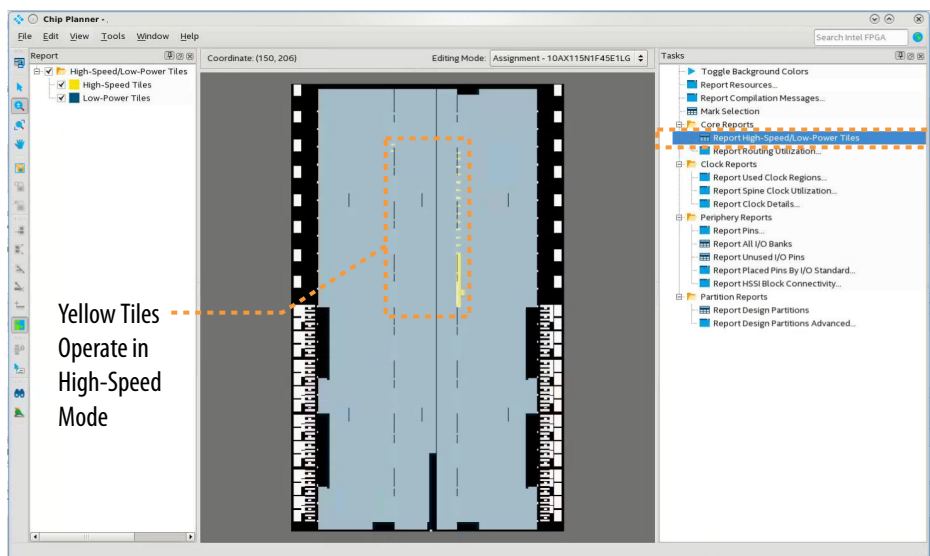 Chip Planner - .
File Edit View Tools Window Help
Search Intel FPGA
Report
High-Speed/Low-Power Tiles
High-Speed Tiles
Low-Power Tiles
Coordinate: (150, 206)
Editing Mode: Assignment - 10AX115N1F45E1LG
Tasks
Toggle Background Colors
Report Resources...
Report Compilation Messages...
Mark Selection
Core Reports
Report High-Speed/Low-Power Tiles
Report Routing Utilization...
Clock Reports
Report Used Clock Regions...
Report Spine Clock Utilization...
Report Clock Details...
Periphery Reports
Report Pins...
Report All I/O Banks
Report Unused I/O Pins
Report Placed Pins By I/O Standard...
Report HSSI Block Connectivity...
Partition Reports
Report Design Partitions
Report Design Partitions Advanced...
Yellow Tiles
Operate in
High-Speed
Mode